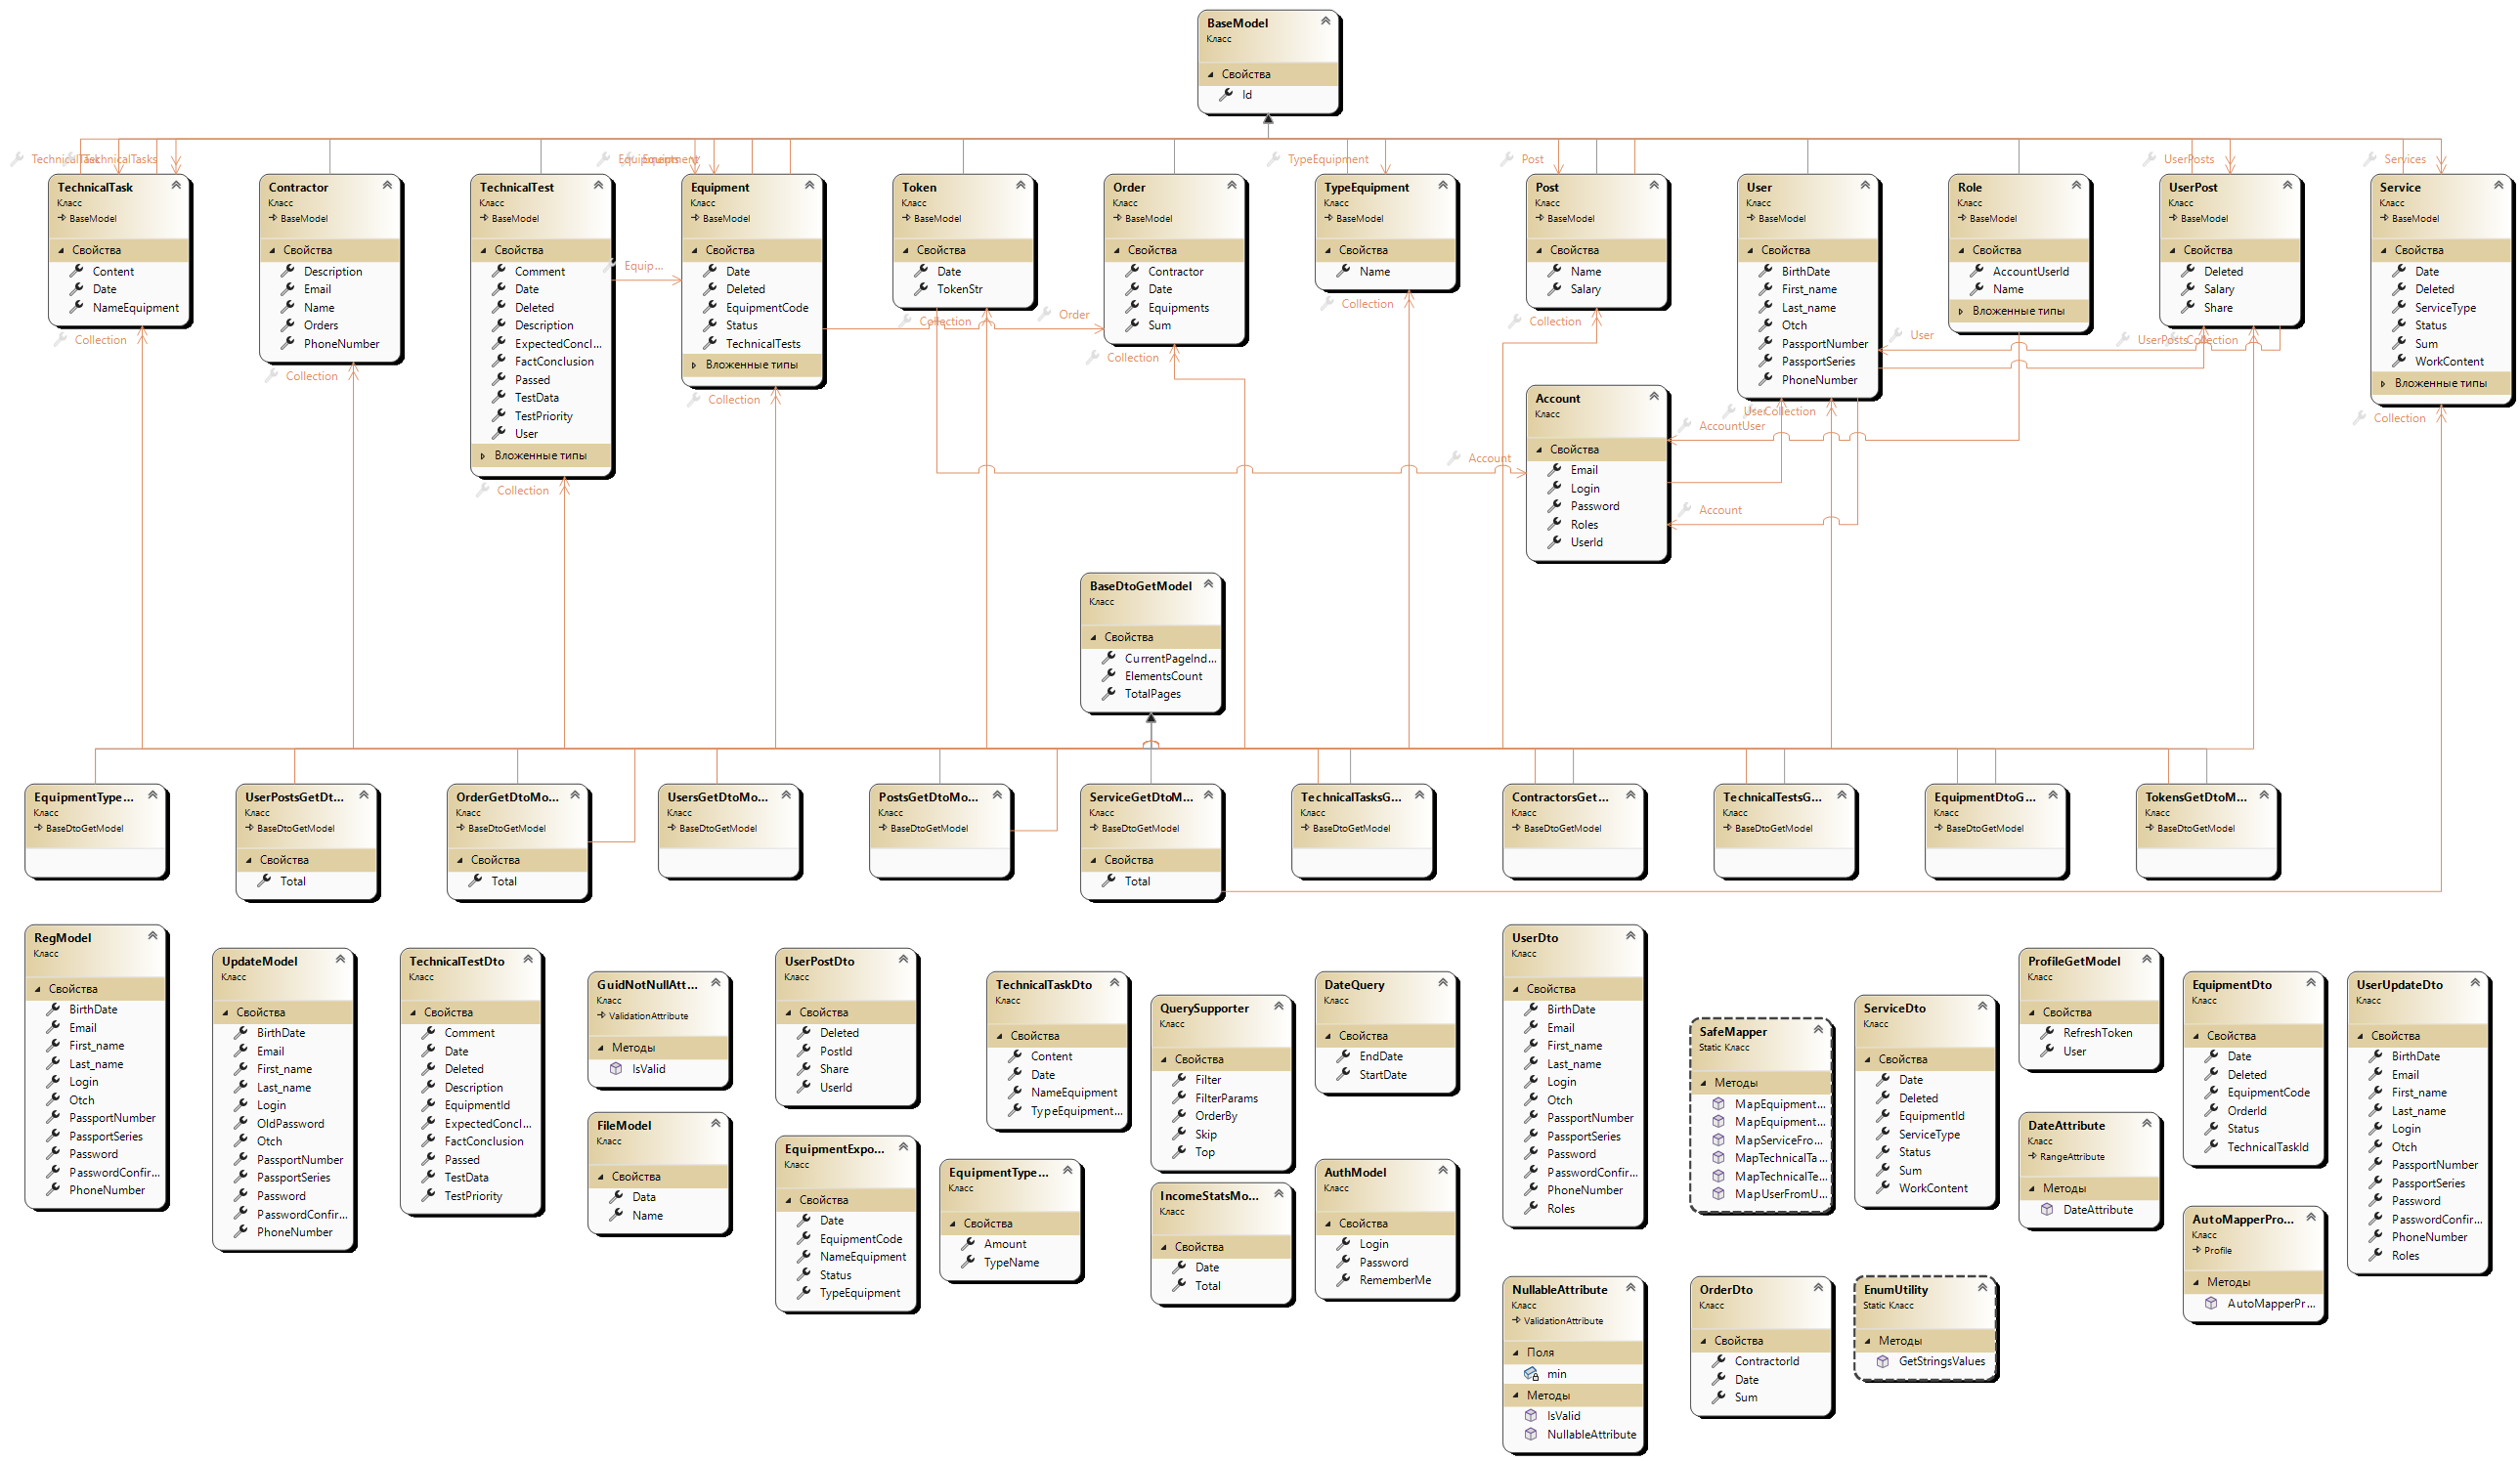 BaseModel
Класс
Свойства
Id
TechnicalTask
TechnicalTasks
Equipments
Equipment
TypeEquipment
Post
UserPosts
Services
TechnicalTask
Класс
BaseModel
Свойства
Content
Date
NameEquipment
Collection
Contractor
Класс
BaseModel
Свойства
Description
Email
Name
Orders
PhoneNumber
Collection
TechnicalTest
Класс
BaseModel
Свойства
Comment
Date
Deleted
Description
ExpectedConcl...
FactConclusion
Passed
TestData
TestPriority
User
Вложенные типы
Collection
Equip...
Equipment
Класс
BaseModel
Свойства
Date
Deleted
EquipmentCode
Status
TechnicalTests
Вложенные типы
Collection
Token
Класс
BaseModel
Свойства
Date
TokenStr
Collection
Order
Order
Класс
BaseModel
Свойства
Contractor
Date
Equipments
Sum
Collection
TypeEquipment
Класс
BaseModel
Свойства
Name
Collection
Post
Класс
BaseModel
Свойства
Name
Salary
Collection
User
Класс
BaseModel
Свойства
BirthDate
First_name
Last_name
Otch
PassportNumber
PassportSeries
PhoneNumber
User
Collection
Role
Класс
BaseModel
Свойства
AccountUserId
Name
Вложенные типы
User
UserPost
Класс
BaseModel
Свойства
Deleted
Salary
Share
UserPosts
Collection
Service
Класс
BaseModel
Свойства
Date
Deleted
ServiceType
Status
Sum
WorkContent
Вложенные типы
Collection
Account
Класс
Свойства
Email
Login
Password
Roles
UserId
Account
AccountUser
Account
BaseDtoGetModel
Класс
Свойства
CurrentPageInd...
ElementsCount
TotalPages
EquipmentType...
Класс
BaseDtoGetModel
UserPostsGetDt...
Класс
BaseDtoGetModel
Свойства
Total
OrderGetDtoMo...
Класс
BaseDtoGetModel
Свойства
Total
UsersGetDtoMo...
Класс
BaseDtoGetModel
PostsGetDtoMo...
Класс
BaseDtoGetModel
ServiceGetDtoM...
Класс
BaseDtoGetModel
Свойства
Total
TechnicalTasksG...
Класс
BaseDtoGetModel
ContractorsGet...
Класс
BaseDtoGetModel
TechnicalTestsG...
Класс
BaseDtoGetModel
EquipmentDtoG...
Класс
BaseDtoGetModel
TokensGetDtoM...
Класс
BaseDtoGetModel
RegModel
Класс
Свойства
BirthDate
Email
First_name
Last_name
Login
Otch
PassportNumber
PassportSeries
Password
PasswordConfir...
PhoneNumber
UpdateModel
Класс
Свойства
BirthDate
Email
First_name
Last_name
Login
OldPassword
Otch
PassportNumber
PassportSeries
Password
PasswordConfir...
PhoneNumber
TechnicalTestDto
Класс
Свойства
Comment
Date
Deleted
Description
EquipmentId
ExpectedConcl...
FactConclusion
Passed
TestData
TestPriority
GuidNotNullAtt...
Класс
ValidationAttribute
Методы
IsValid
FileModel
Класс
Свойства
Data
Name
UserPostDto
Класс
Свойства
Deleted
PostId
Share
UserId
EquipmentExpo...
Класс
Свойства
Date
EquipmentCode
NameEquipment
Status
TypeEquipment
TechnicalTaskDto
Класс
Свойства
Content
Date
NameEquipment
TypeEquipment...
EquipmentType...
Класс
Свойства
Amount
TypeName
QuerySupporter
Класс
Свойства
Filter
FilterParams
OrderBy
Skip
Top
IncomeStatsMo...
Класс
Свойства
Date
Total
DateQuery
Класс
Свойства
EndDate
StartDate
AuthModel
Класс
Свойства
Login
Password
RememberMe
UserDto
Класс
Свойства
BirthDate
Email
First_name
Last_name
Login
Otch
PassportNumber
PassportSeries
Password
PasswordConfir...
PhoneNumber
Roles
NullableAttribute
Класс
ValidationAttribute
Поля
min
Методы
IsValid
NullableAttribute
SafeMapper
Static Класс
Методы
MapEquipment...
MapEquipment...
MapServiceFro...
MapTechnicalTa...
MapTechnicalTe...
MapUserFromU...
OrderDto
Класс
Свойства
ContractorId
Date
Sum
ServiceDto
Класс
Свойства
Date
Deleted
EquipmentId
ServiceType
Status
Sum
WorkContent
EnumUtility
Static Класс
Методы
GetStringsValues
ProfileGetModel
Класс
Свойства
RefreshToken
User
DateAttribute
Класс
RangeAttribute
Методы
DateAttribute
EquipmentDto
Класс
Свойства
Date
Deleted
EquipmentCode
OrderId
Status
TechnicalTaskId
AutoMapperPro...
Класс
Profile
Методы
AutoMapperPr...
UserUpdateDto
Класс
Свойства
BirthDate
Email
First_name
Last_name
Login
Otch
PassportNumber
PassportSeries
Password
PasswordConfir...
PhoneNumber
Roles